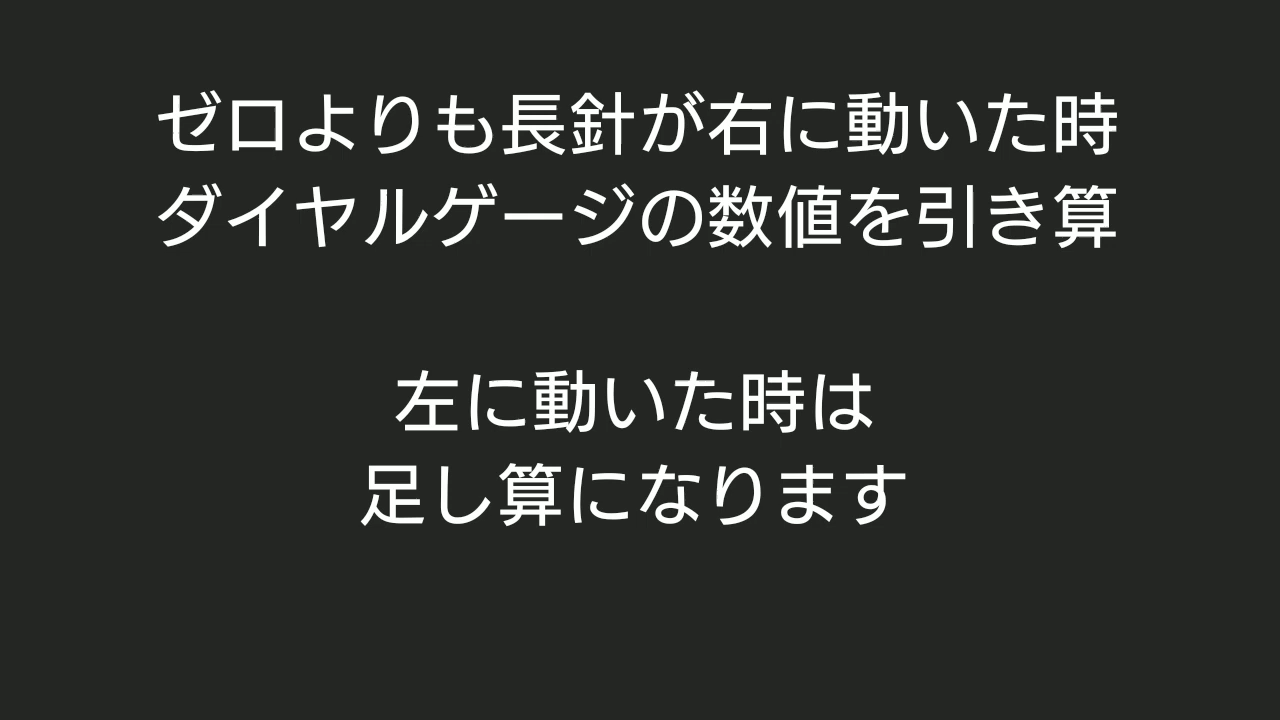 ゼロよりも長針が右に動いた時
ダイヤルゲージの数値を引き算
左に動いた時は
足し算になります